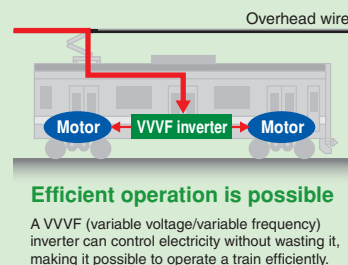 Overhead wire
Motor VVVF inverter Motor
Efficient operation is possible
A VVVF (variable voltage/variable frequency)
inverter can control electricity without wasting it,
making it possible to operate a train efficiently.